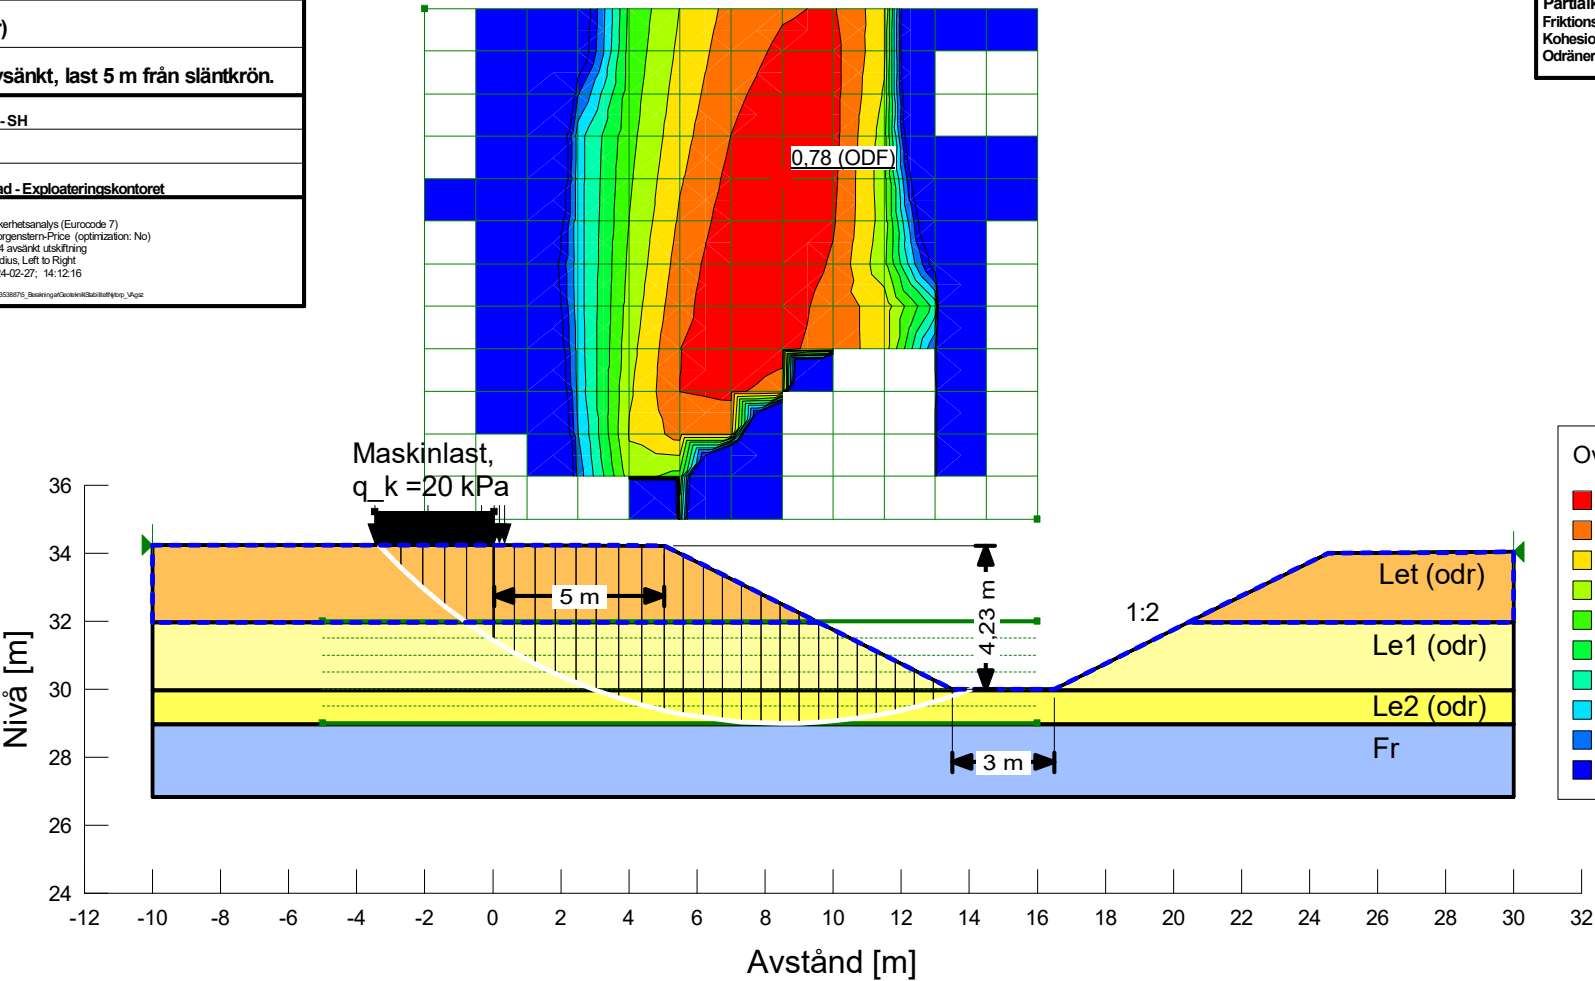 r)
vsänkt, last 5 m från släntkrön.
- SH
ad - Exploateringskontoret
kerhetsanalys (Eurocode 7)
orgenstern-Price (optimization: No)
4 avsänkt utskiftning
dius, Left to Right
24-02-27; 14:12:16
Partialk
Friktions
Kohesio
Odräner
0,78 (ODF)
Maskinlast,
q_k =20 kPa
Ov
5 m
4,23 m
1:2
3 m
Let (odr)
Le1 (odr)
Le2 (odr)
Fr
36
34
32
30
28
26
24
Nivå [m]
-12 -10 -8 -6 -4 -2 0 2 4 6 8 10 12 14 16 18 20 22 24 26 28 30 32
Avstånd [m]